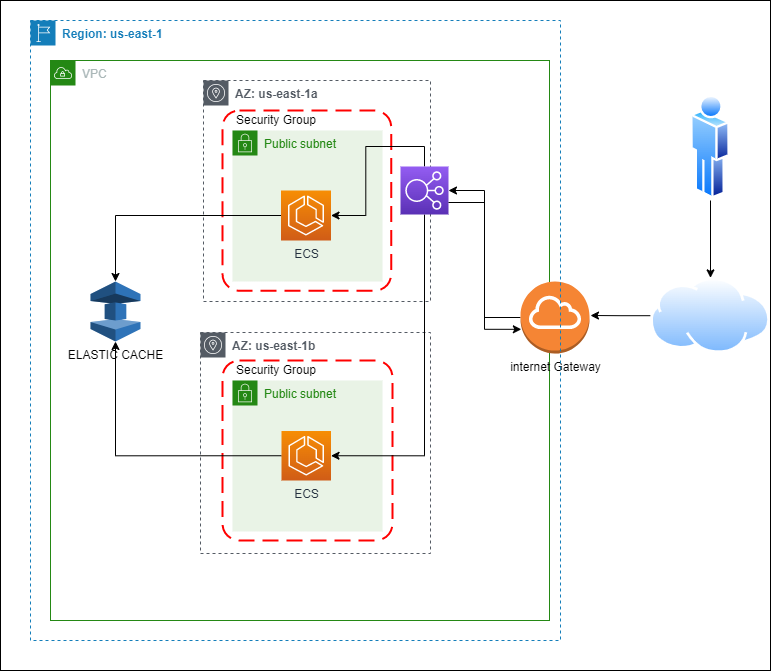 Region: us-east-1
VPC
AZ: us-east-1a
Security Group
Public subnet
ECS
ELASTIC CACHE
AZ: us-east-1b
Security Group
Public subnet
ECS
internet Gateway